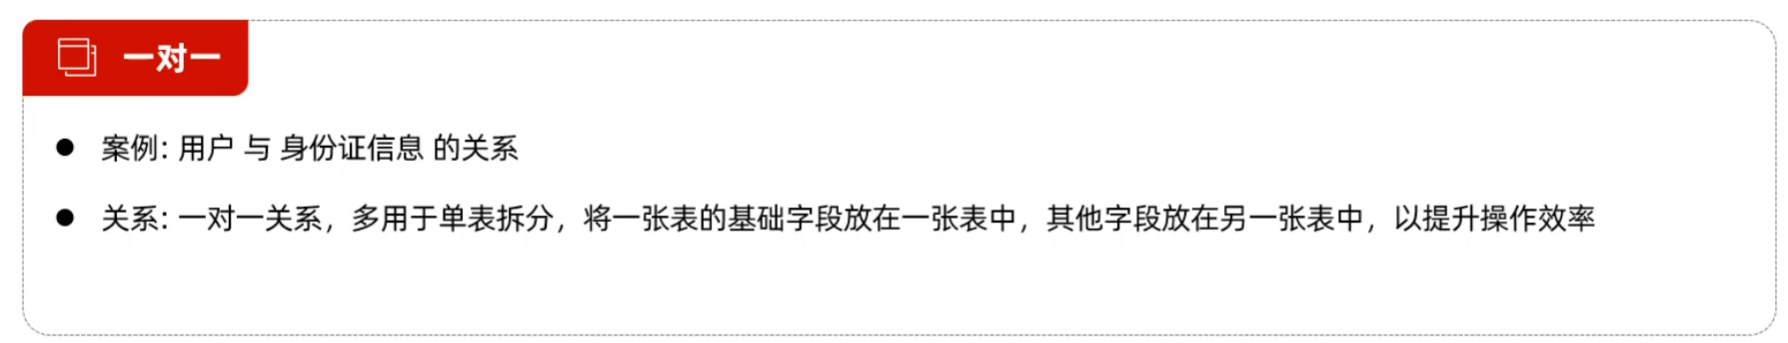 一对一
案例: 用户 与 身份证信息 的关系
关系: 一对一关系，多用于单表拆分，将一张表的基础字段放在一张表中，其他字段放在另一张表中，以提升操作效率